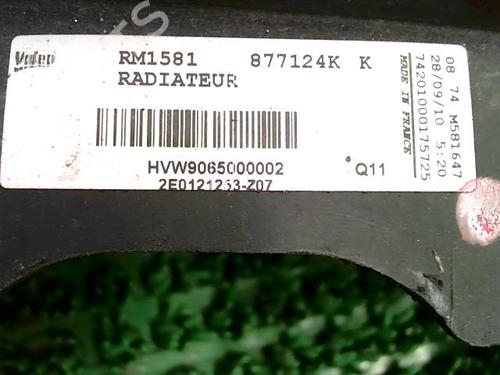 Valeo
RM1581 877124K K
RADIATEUR
HVW9065000002
2E0121253-Z07
Q11
08 74 M581647
28/09/10 5:20
74201000175725
MADE IN FRANCE